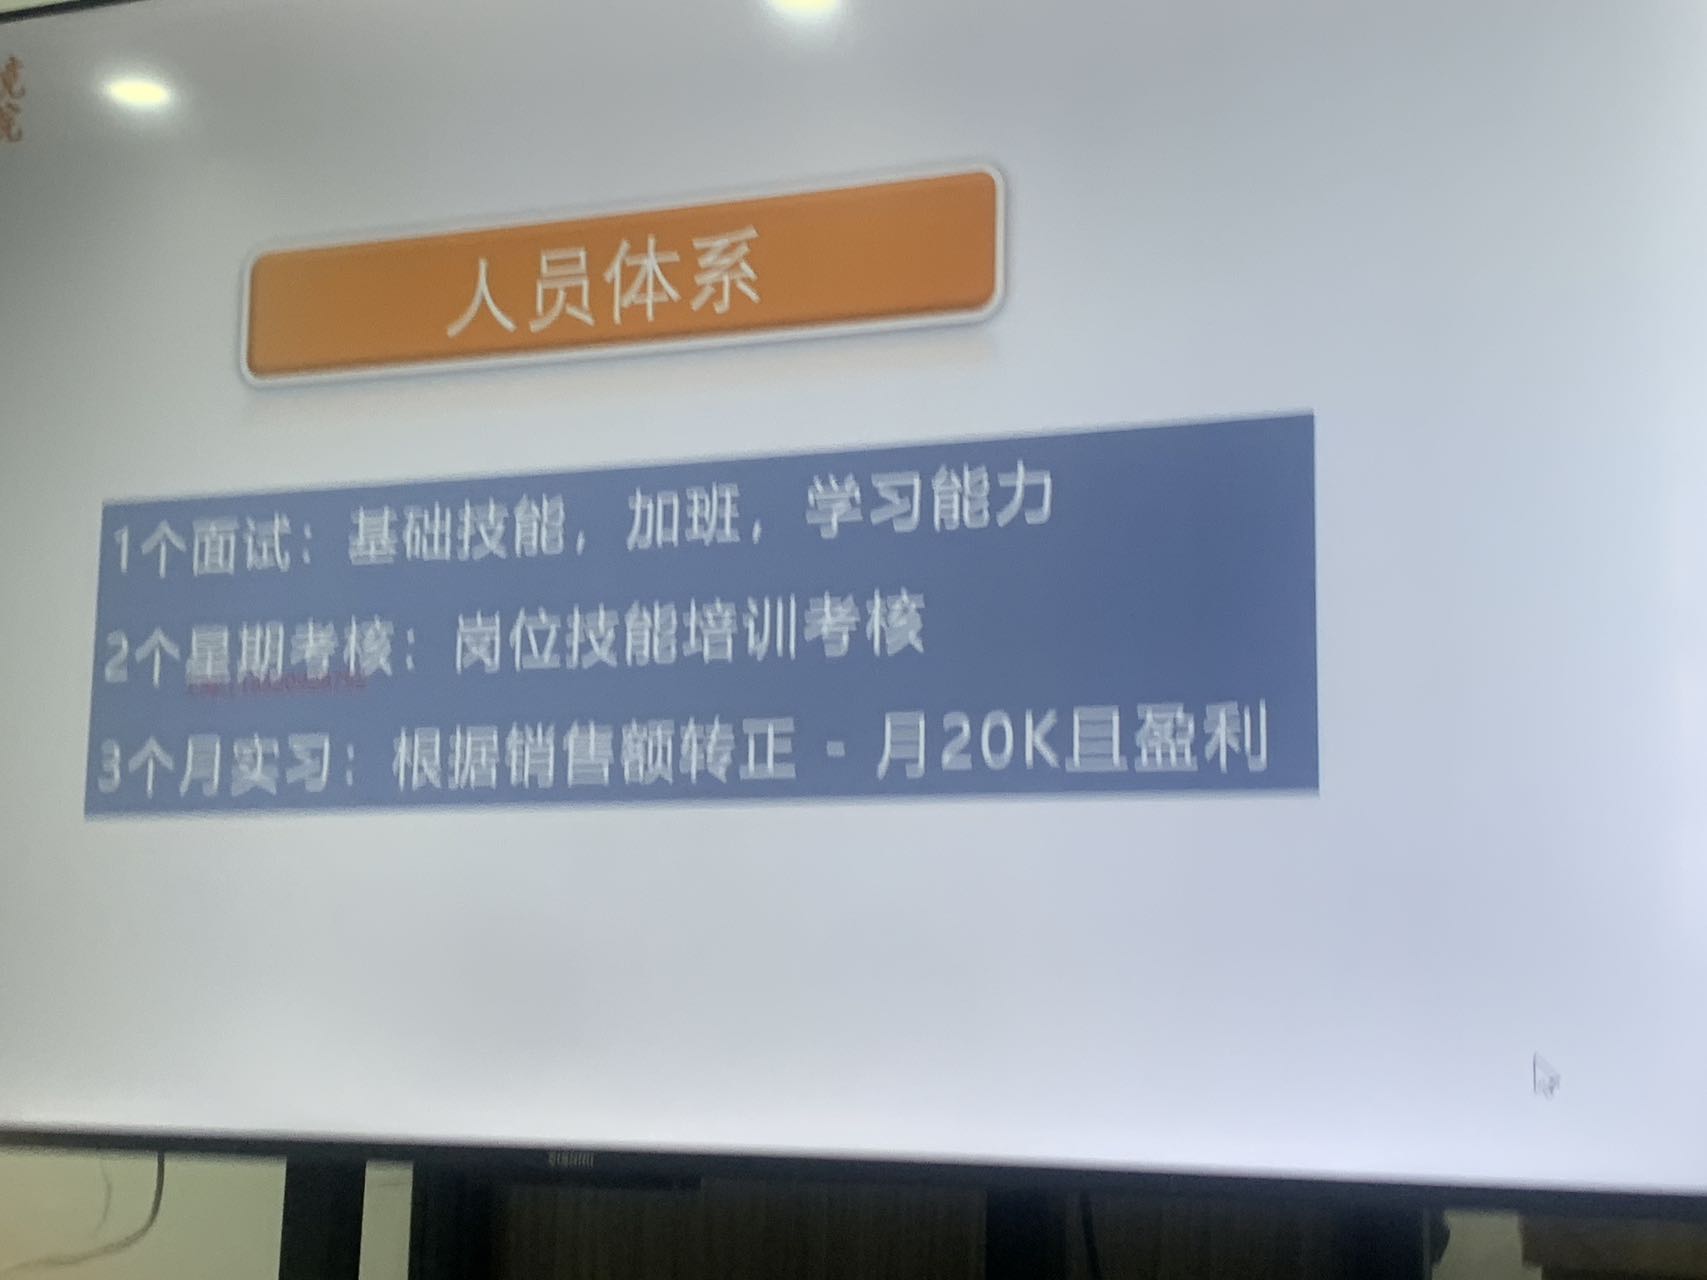 人员体系
1个面试：基础技能，加班，学习能力
2个星期考核：岗位技能培训考核
3个月实习：根据销售额转正 - 月20K且盈利